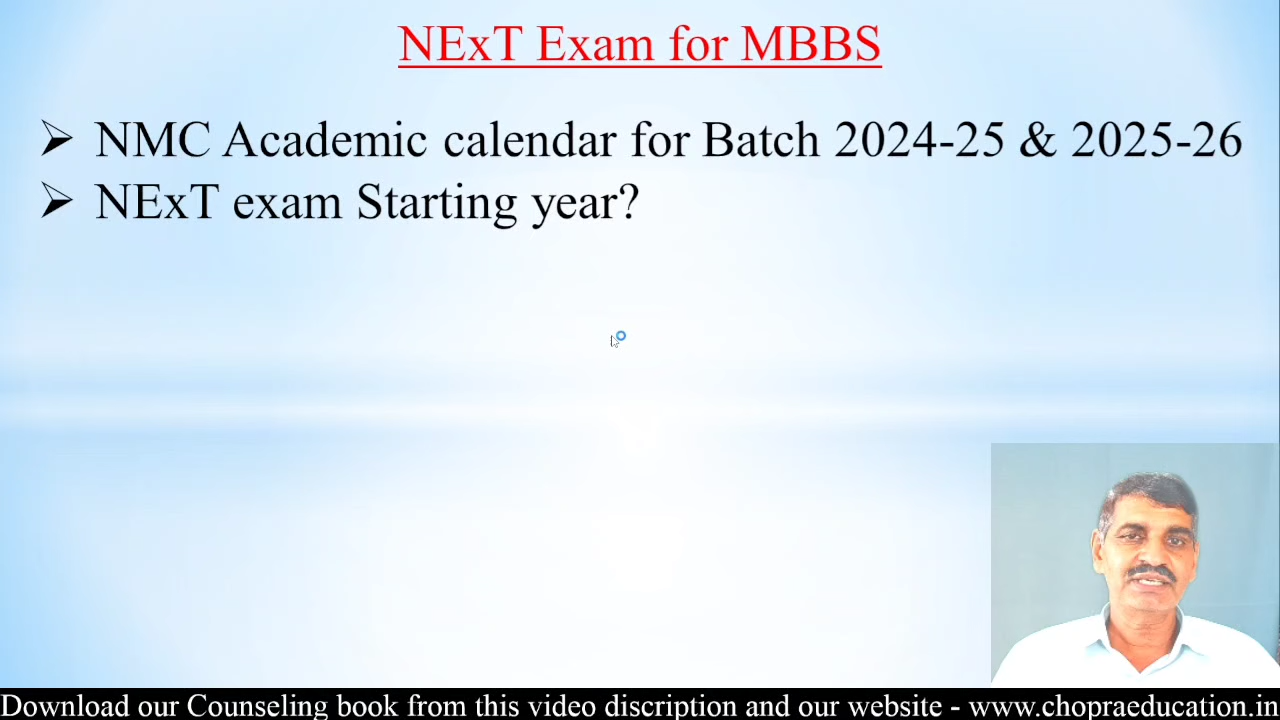 NExT Exam for MBBS
➢ NMC Academic calendar for Batch 2024-25 & 2025-26
➢ NExT exam Starting year?
Download our Counseling book from this video discription and our website - www.chopraeducation.in